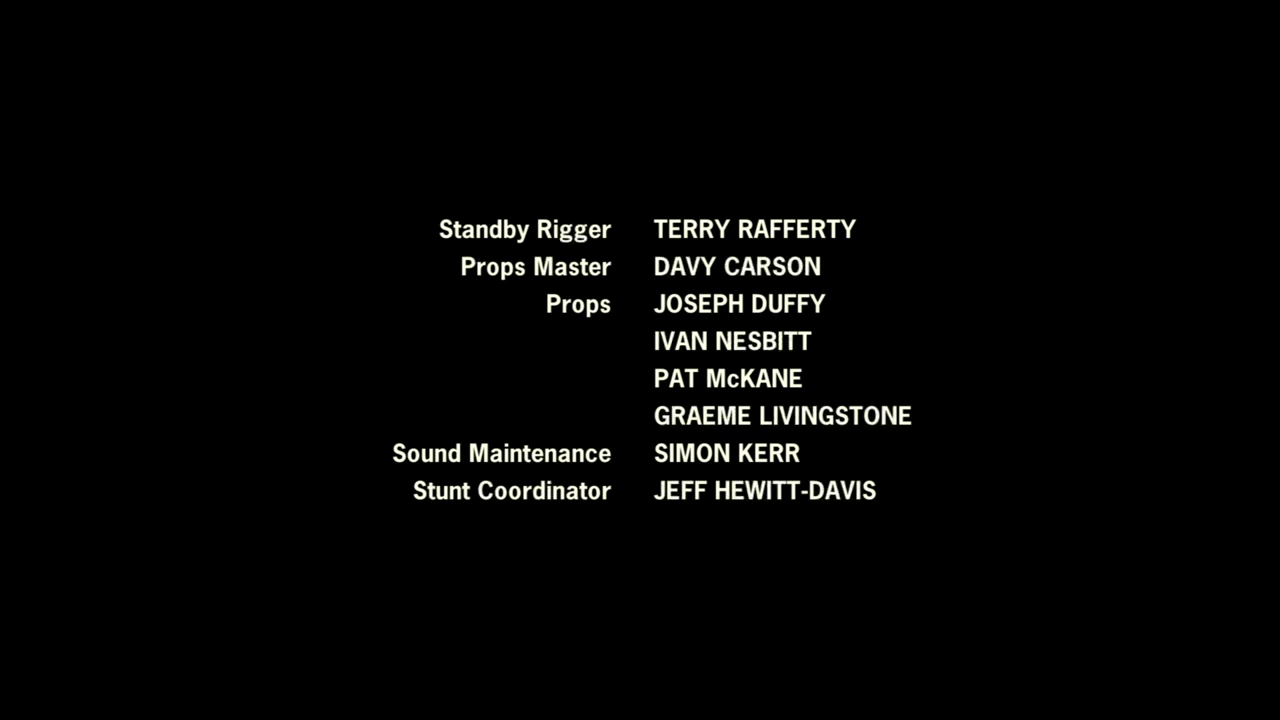 Standby Rigger TERRY RAFFERTY
Props Master DAVY CARSON
Props JOSEPH DUFFY
IVAN NESBITT
PAT McKANE
GRAEME LIVINGSTONE
Sound Maintenance SIMON KERR
Stunt Coordinator JEFF HEWITT-DAVIS